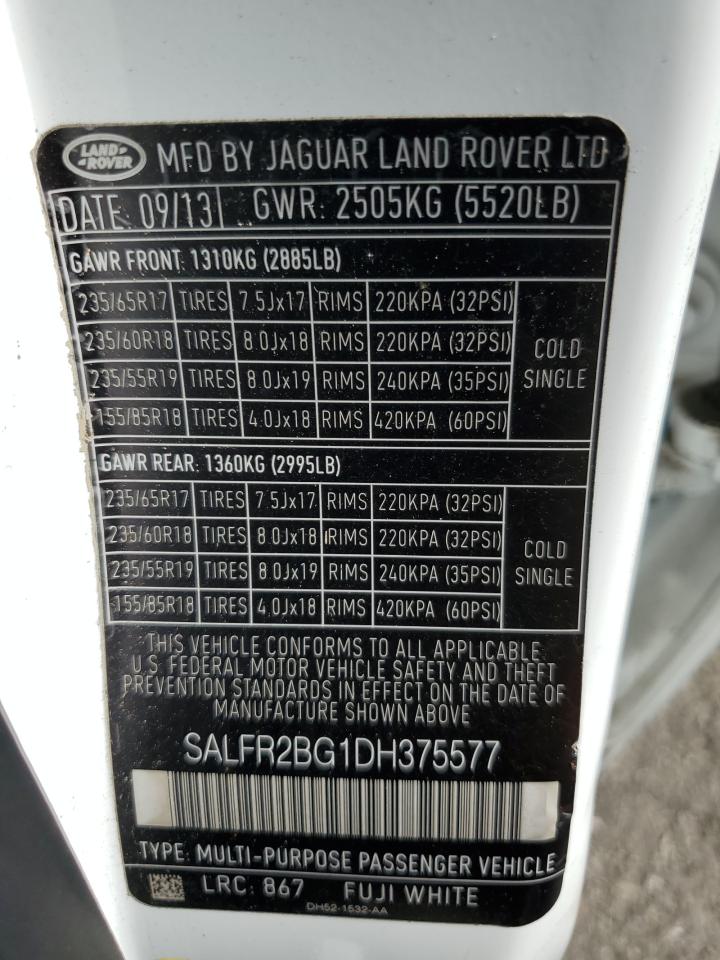 LAND ROVER MFD BY JAGUAR LAND ROVER LTD
DATE: 09/13 GWR: 2505KG (5520LB)
GAWR FRONT: 1310KG (2885LB)
235/65R17 TIRES 7.5Jx17 RIMS 220KPA (32PSI)
235/60R18 TIRES 8.0Jx18 RIMS 220KPA (32PSI)
235/55R19 TIRES 8.0Jx19 RIMS 240KPA (35PSI)
155/85R18 TIRES 4.0Jx18 RIMS 420KPA (60PSI)
COLD
SINGLE
GAWR REAR: 1360KG (2995LB)
235/65R17 TIRES 7.5Jx17 RIMS 220KPA (32PSI)
235/60R18 TIRES 8.0Jx18 RIMS 220KPA (32PSI)
235/55R19 TIRES 8.0Jx19 RIMS 240KPA (35PSI)
155/85R18 TIRES 4.0Jx18 RIMS 420KPA (60PSI)
COLD
SINGLE
THIS VEHICLE CONFORMS TO ALL APPLICABLE
U.S. FEDERAL MOTOR VEHICLE SAFETY AND THEFT
PREVENTION STANDARDS IN EFFECT ON THE DATE OF
MANUFACTURE SHOWN ABOVE
SALFR2BG1DH375577
TYPE: MULTI-PURPOSE PASSENGER VEHICLE
LRC: 867 FUJI WHITE
DH52-1532-AA